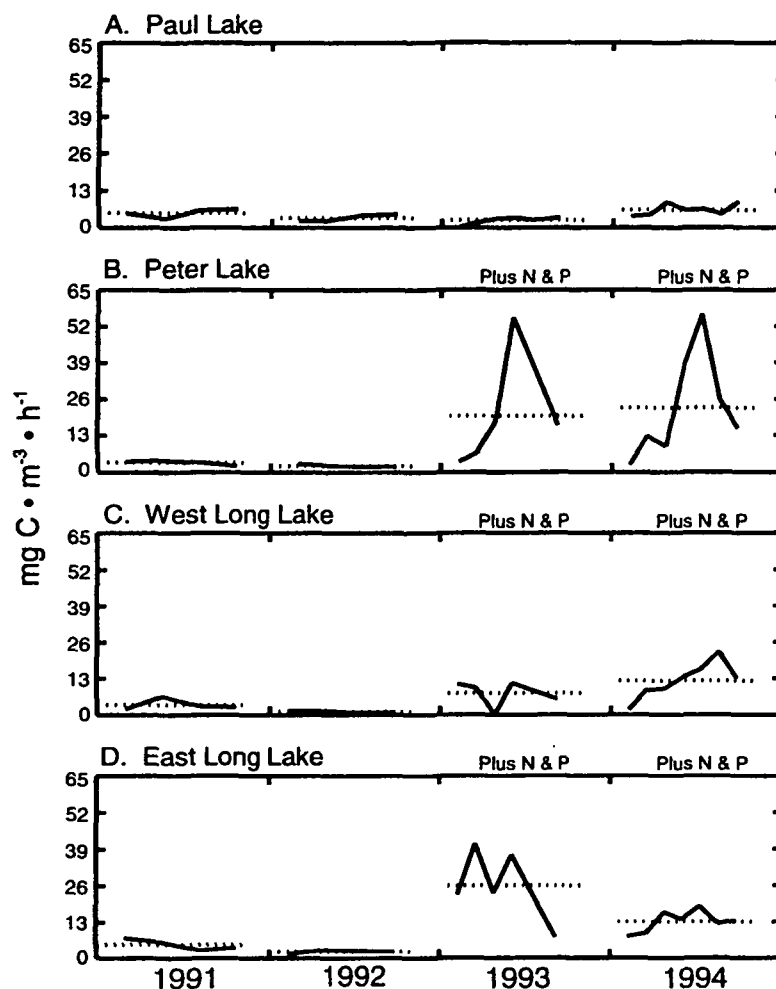 A. Paul Lake
65
52
39
26
13
0
B. Peter Lake
Plus N & P
Plus N & P
65
52
39
26
13
0
C. West Long Lake
Plus N & P
Plus N & P
65
52
39
26
13
0
D. East Long Lake
Plus N & P
Plus N & P
65
52
39
26
13
0
mg C • m⁻³ • h⁻¹
1991 1992 1993 1994